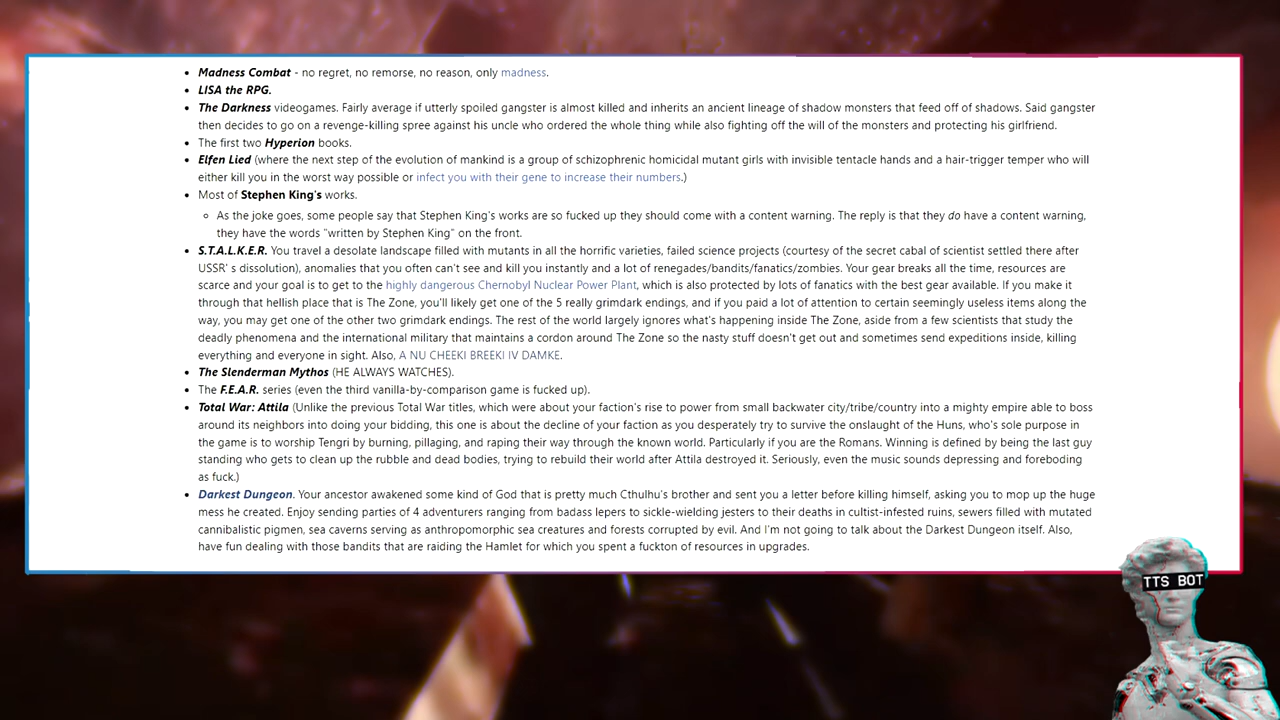 Madness Combat - no regret, no remorse, no reason, only madness.
LISA the RPG.
The Darkness videogames. Fairly average if utterly spoiled gangster is almost killed and inherits an ancient lineage of shadow monsters that feed off of shadows. Said gangster
then decides to go on a revenge-killing spree against his uncle who ordered the whole thing while also fighting off the will of the monsters and protecting his girlfriend.
The first two Hyperion books.
Elfen Lied (where the next step of the evolution of mankind is a group of schizophrenic homicidal mutant girls with invisible tentacle hands and a hair-trigger temper who will
either kill you in the worst way possible or infect you with their gene to increase their numbers.)
Most of Stephen King's works.
As the joke goes, some people say that Stephen King's works are so fucked up they should come with a content warning. The reply is that they do have a content warning,
they have the words "written by Stephen King" on the front.
S.T.A.L.K.E.R. You travel a desolate landscape filled with mutants in all the horrific varieties, failed science projects (courtesy of the secret cabal of scientist settled there after
USSR' s dissolution), anomalies that you often can't see and kill you instantly and a lot of renegades/bandits/fanatics/zombies. Your gear breaks all the time, resources are
scarce and your goal is to get to the highly dangerous Chernobyl Nuclear Power Plant, which is also protected by lots of fanatics with the best gear available. If you make it
through that hellish place that is The Zone, you'll likely get one of the 5 really grimdark endings, and if you paid a lot of attention to certain seemingly useless items along the
way, you may get one of the other two grimdark endings. The rest of the world largely ignores what's happening inside The Zone, aside from a few scientists that study the
deadly phenomena and the international military that maintains a cordon around The Zone so the nasty stuff doesn't get out and sometimes send expeditions inside, killing
everything and everyone in sight. Also, A NU CHEEKI BREEKI IV DAMKE.
The Slenderman Mythos (HE ALWAYS WATCHES).
The F.E.A.R. series (even the third vanilla-by-comparison game is fucked up).
Total War: Attila (Unlike the previous Total War titles, which were about your faction's rise to power from small backwater city/tribe/country into a mighty empire able to boss
around its neighbors into doing your bidding, this one is about the decline of your faction as you desperately try to survive the onslaught of the Huns, who's sole purpose in
the game is to worship Tengri by burning, pillaging, and raping their way through the known world. Particularly if you are the Romans. Winning is defined by being the last guy
standing who gets to clean up the rubble and dead bodies, trying to rebuild their world after Attila destroyed it. Seriously, even the music sounds depressing and foreboding
as fuck.)
Darkest Dungeon. Your ancestor awakened some kind of God that is pretty much Cthulhu's brother and sent you a letter before killing himself, asking you to mop up the huge
mess he created. Enjoy sending parties of 4 adventurers ranging from badass lepers to sickle-wielding jesters to their deaths in cultist-infested ruins, sewers filled with mutated
cannibalistic pigmen, sea caverns serving as anthropomorphic sea creatures and forests corrupted by evil. And I'm not going to talk about the Darkest Dungeon itself. Also,
have fun dealing with those bandits that are raiding the Hamlet for which you spent a fuckton of resources in upgrades.
TTS BOT